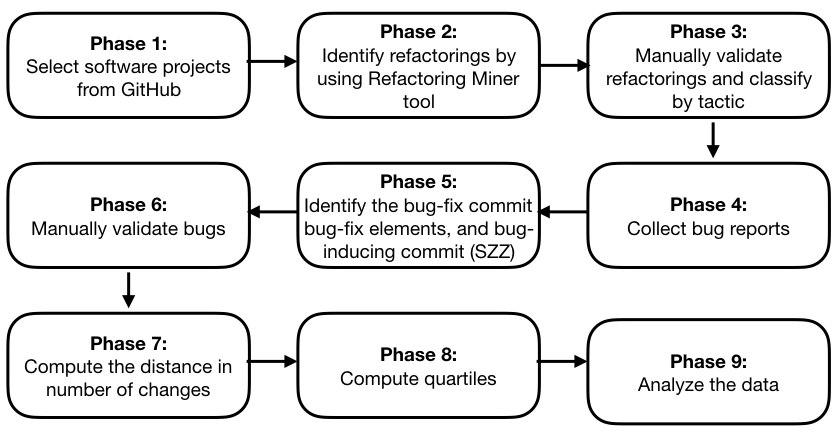 Phase 1:
Select software projects
from GitHub
Phase 2:
Identify refactorings by
using Refactoring Miner
tool
Phase 3:
Manually validate
refactorings and classify
by tactic
Phase 6:
Manually validate bugs
Phase 5:
Identify the bug-fix commit
bug-fix elements, and bug-
inducing commit (SZZ)
Phase 4:
Collect bug reports
Phase 7:
Compute the distance in
number of changes
Phase 8:
Compute quartiles
Phase 9:
Analyze the data